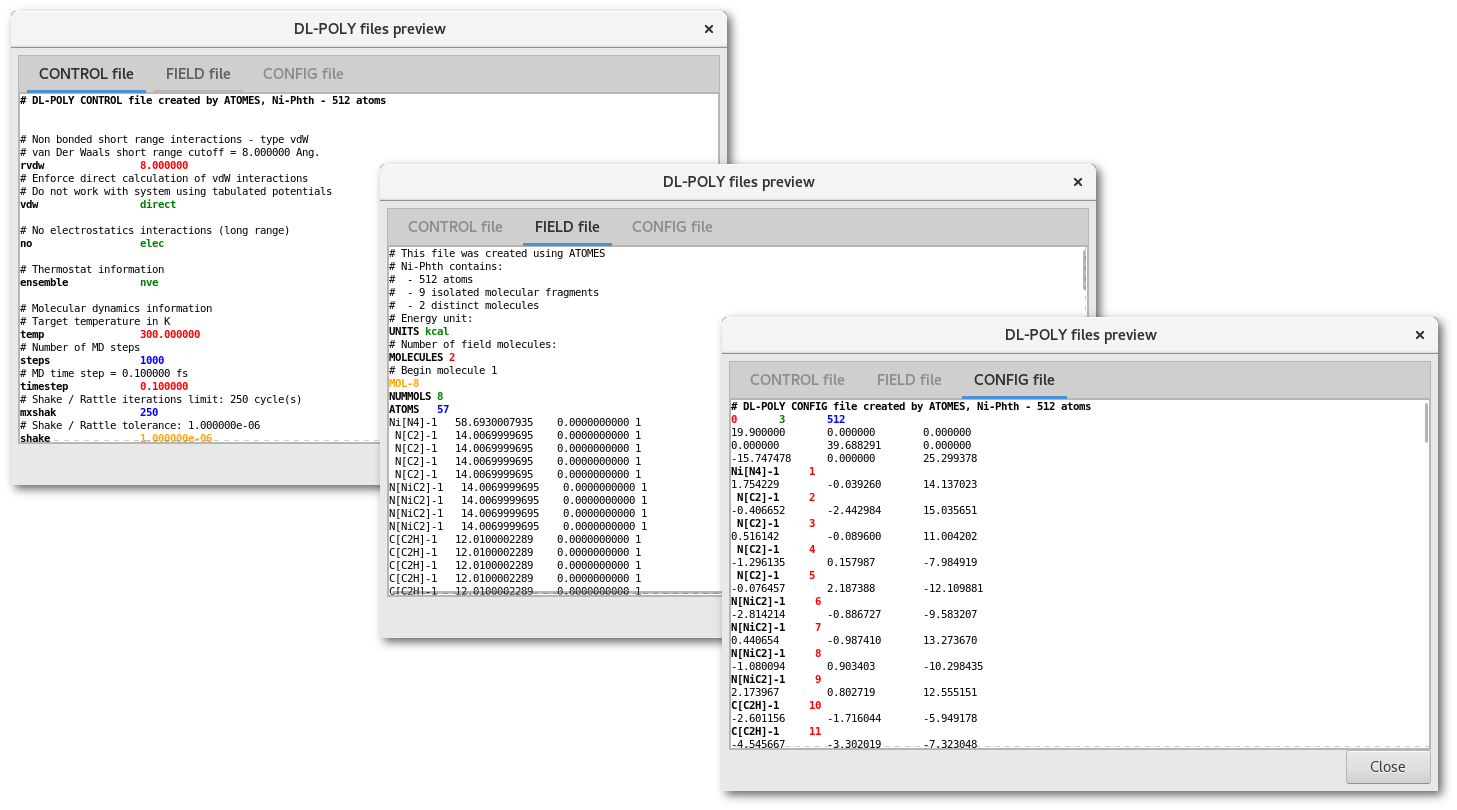 DL-POLY files preview
CONTROL file FIELD file CONFIG file
# DL-POLY CONTROL file created by ATOMES, Ni-Phth - 512 atoms
# Non bonded short range interactions - type vdW
# van Der Waals short range cutoff = 8.000000 Ang.
rvdw 8.000000
# Enforce direct calculation of vdW interactions
# Do not work with system using tabulated potentials
vdw direct
# No electrostatics interactions (long range)
no elec
# Thermostat information
ensemble nve
# Molecular dynamics information
# Target temperature in K
temp 300.000000
# Number of MD steps
steps 1000
# MD time step = 0.100000 fs
timestep 0.100000
# Shake / Rattle iterations limit: 250 cycle(s)
mxshak 250
# Shake / Rattle tolerance: 1.000000e-06
shake 1.000000e-06
DL-POLY files preview
CONTROL file FIELD file CONFIG file
# This file was created using ATOMES
# Ni-Phth contains:
# - 512 atoms
# - 9 isolated molecular fragments
# - 2 distinct molecules
# Energy unit:
UNITS kcal
# Number of field molecules:
MOLECULES 2
# Begin molecule 1
MOL-8
NUMMOLS 8
ATOMS 57
Ni[N4]-1 58.6930007935 0.0000000000 1
N[C2]-1 14.0069999695 0.0000000000 1
N[C2]-1 14.0069999695 0.0000000000 1
N[C2]-1 14.0069999695 0.0000000000 1
N[C2]-1 14.0069999695 0.0000000000 1
N[NiC2]-1 14.0069999695 0.0000000000 1
N[NiC2]-1 14.0069999695 0.0000000000 1
N[NiC2]-1 14.0069999695 0.0000000000 1
N[NiC2]-1 14.0069999695 0.0000000000 1
C[C2H]-1 12.0100002289 0.0000000000 1
C[C2H]-1 12.0100002289 0.0000000000 1
C[C2H]-1 12.0100002289 0.0000000000 1
C[C2H]-1 12.0100002289 0.0000000000 1
C[C2H]-1 12.0100002289 0.0000000000 1
DL-POLY files preview
CONTROL file FIELD file CONFIG file
# DL-POLY CONFIG file created by ATOMES, Ni-Phth - 512 atoms
0 3 512
19.900000 0.000000 0.000000
0.000000 39.688291 0.000000
-15.747478 0.000000 25.299378
Ni[N4]-1 1
1.754229 -0.039260 14.137023
N[C2]-1 2
-0.406652 -2.442984 15.035651
N[C2]-1 3
0.516142 -0.089600 11.004202
N[C2]-1 4
-1.296135 0.157987 -7.984919
N[C2]-1 5
-0.076457 2.187388 -12.109881
N[NiC2]-1 6
-2.814214 -0.886727 -9.583207
N[NiC2]-1 7
0.440654 -0.987410 13.273670
N[NiC2]-1 8
-1.080094 0.903403 -10.298435
N[NiC2]-1 9
2.173967 0.802719 12.555151
C[C2H]-1 10
-2.601156 -1.716044 -5.949178
C[C2H]-1 11
-4.545667 -3.302019 -7.323048
Close